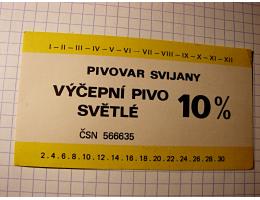 I–II–III–IV–V–VI–VII–VIII–IX–X–XI–XII
PIVOVAR SVIJANY
VÝČEPNÍ PIVO
SVĚTLÉ 10%
ČSN 566635
2.4.6.8.10.12.14.16.18.20.22.24.26.28.30